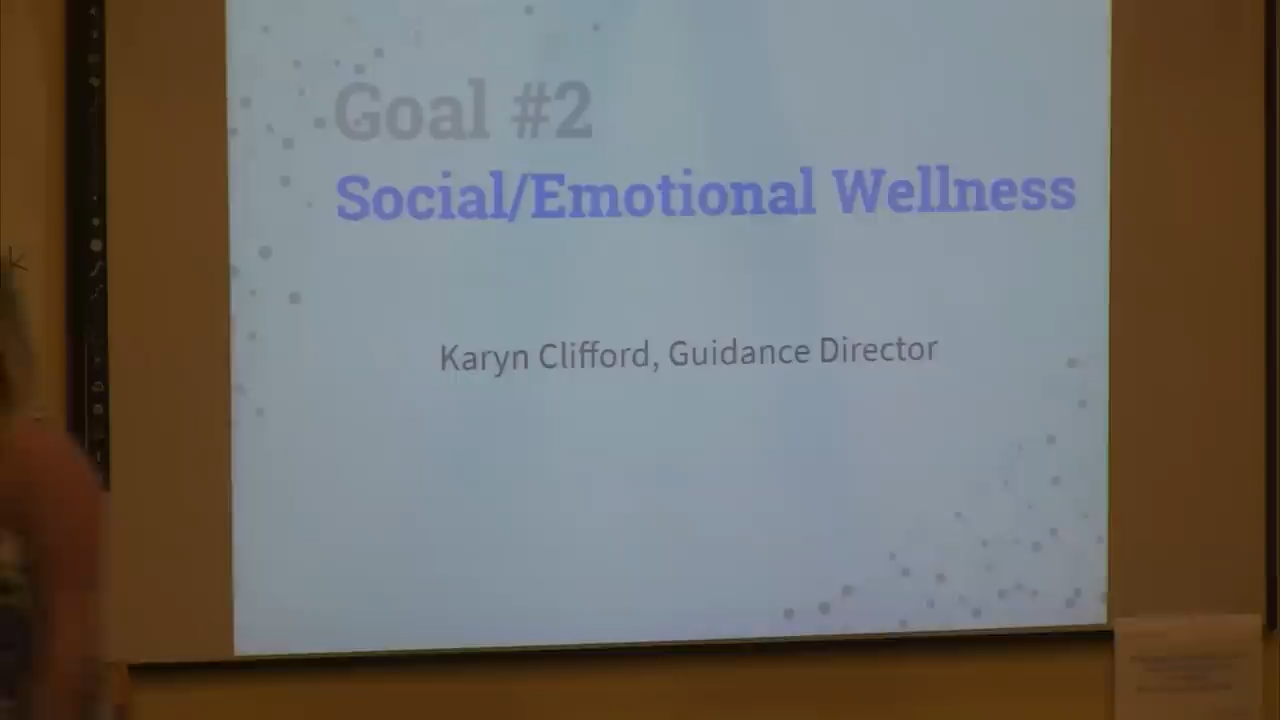 Goal #2
Social/Emotional Wellness
Karyn Clifford, Guidance Director